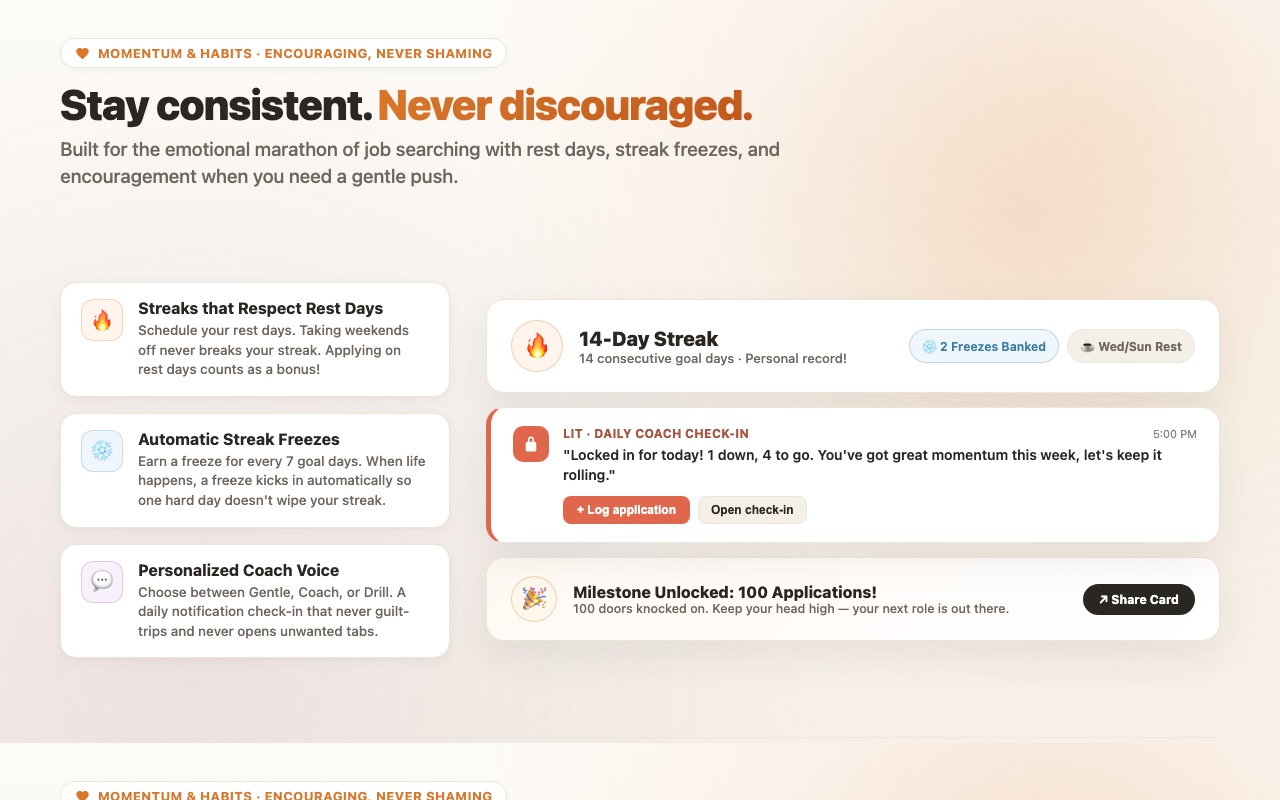 MOMENTUM & HABITS · ENCOURAGING, NEVER SHAMING
Stay consistent. Never discouraged.
Built for the emotional marathon of job searching with rest days, streak freezes, and
encouragement when you need a gentle push.
Streaks that Respect Rest Days
Schedule your rest days. Taking weekends
off never breaks your streak. Applying on
rest days counts as a bonus!
Automatic Streak Freezes
Earn a freeze for every 7 goal days. When life
happens, a freeze kicks in automatically so
one hard day doesn't wipe your streak.
Personalized Coach Voice
Choose between Gentle, Coach, or Drill. A
daily notification check-in that never guilt-
trips and never opens unwanted tabs.
14-Day Streak
14 consecutive goal days · Personal record!
2 Freezes Banked
Wed/Sun Rest
LIT · DAILY COACH CHECK-IN
5:00 PM
"Locked in for today! 1 down, 4 to go. You've got great momentum this week, let's keep it
rolling."
+ Log application
Open check-in
Milestone Unlocked: 100 Applications!
100 doors knocked on. Keep your head high — your next role is out there.
↗ Share Card
MOMENTUM & HABITS · ENCOURAGING, NEVER SHAMING